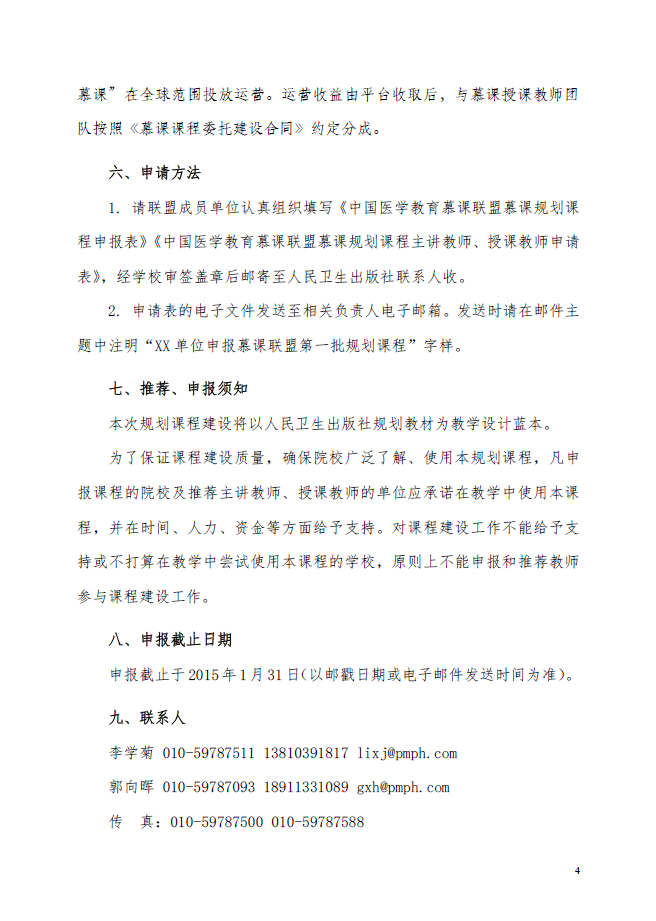 慕课”在全球范围投放运营。运营收益由平台收取后，与慕课授课教师团
队按照《慕课课程委托建设合同》约定分成。
六、申请方法
1. 请联盟成员单位认真组织填写《中国医学教育慕课联盟慕课规划课
程申报表》《中国医学教育慕课联盟慕课规划课程主讲教师、授课教师申请
表》，经学校审签盖章后邮寄至人民卫生出版社联系人收。
2. 申请表的电子文件发送至相关负责人电子邮箱。发送时请在邮件主
题中注明“XX 单位申报慕课联盟第一批规划课程”字样。
七、推荐、申报须知
本次规划课程建设将以人民卫生出版社规划教材为教学设计蓝本。
为了保证课程建设质量，确保院校广泛了解、使用本规划课程，凡申
报课程的院校及推荐主讲教师、授课教师的单位应承诺在教学中使用本课
程，并在时间、人力、资金等方面给予支持。对课程建设工作不能给予支
持或不打算在教学中尝试使用本课程的学校，原则上不能申报和推荐教师
参与课程建设工作。
八、申报截止日期
申报截止于 2015 年 1 月 31 日（以邮戳日期或电子邮件发送时间为准）。
九、联系人
李学菊 010-59787511 13810391817 lixj@pmph.com
郭向晖 010-59787093 18911331089 gxh@pmph.com
传 真：010-59787500 010-59787588
4